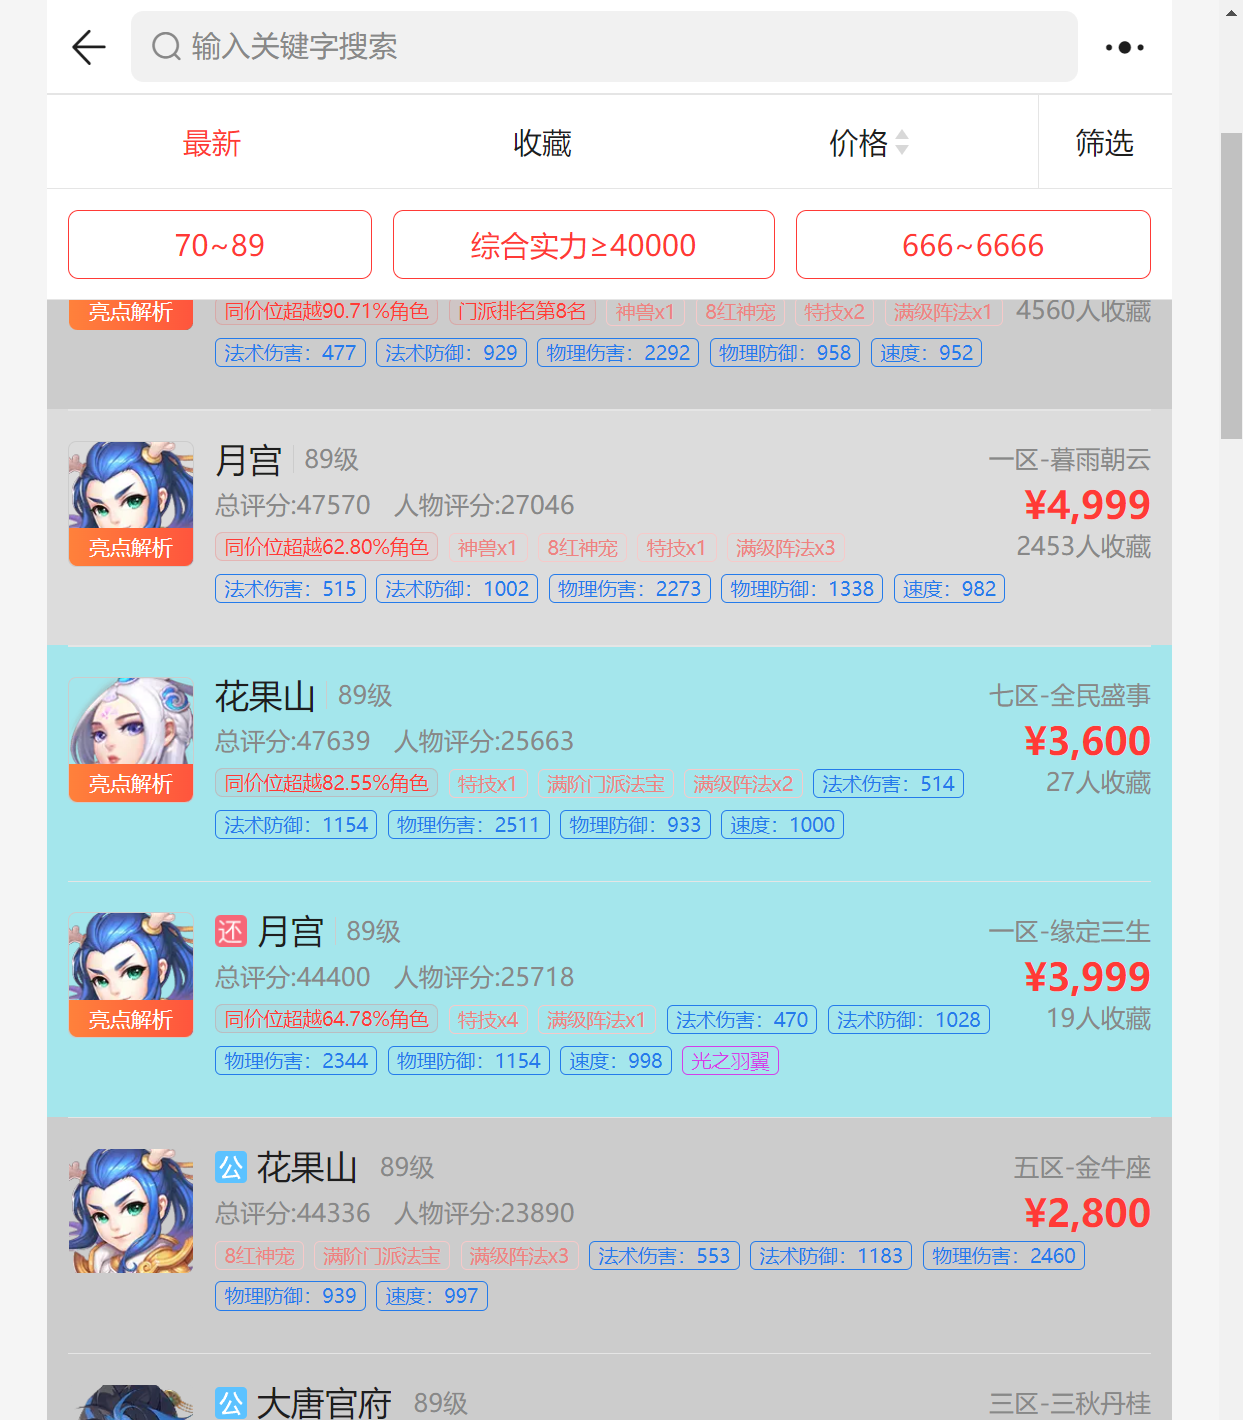 输入关键字搜索
最新 收藏 价格 筛选
70~89 综合实力≥40000 666~6666
亮点解析 同价位超越90.71%角色 门派排名第8名 神兽x1 8红神宠 特技x2 满级阵法x1 4560人收藏
法术伤害：477 法术防御：929 物理伤害：2292 物理防御：958 速度：952
月宫 89级 一区-暮雨朝云
总评分:47570 人物评分:27046 ¥4,999
亮点解析 同价位超越62.80%角色 神兽x1 8红神宠 特技x1 满级阵法x3 2453人收藏
法术伤害：515 法术防御：1002 物理伤害：2273 物理防御：1338 速度：982
花果山 89级 七区-全民盛事
总评分:47639 人物评分:25663 ¥3,600
亮点解析 同价位超越82.55%角色 特技x1 满阶门派法宝 满级阵法x2 法术伤害：514 27人收藏
法术防御：1154 物理伤害：2511 物理防御：933 速度：1000
还 月宫 89级 一区-缘定三生
总评分:44400 人物评分:25718 ¥3,999
亮点解析 同价位超越64.78%角色 特技x4 满级阵法x1 法术伤害：470 法术防御：1028 19人收藏
物理伤害：2344 物理防御：1154 速度：998 光之羽翼
公 花果山 89级 五区-金牛座
总评分:44336 人物评分:23890 ¥2,800
8红神宠 满阶门派法宝 满级阵法x3 法术伤害：553 法术防御：1183 物理伤害：2460
物理防御：939 速度：997
公 大唐官府 89级 三区-三秋丹桂